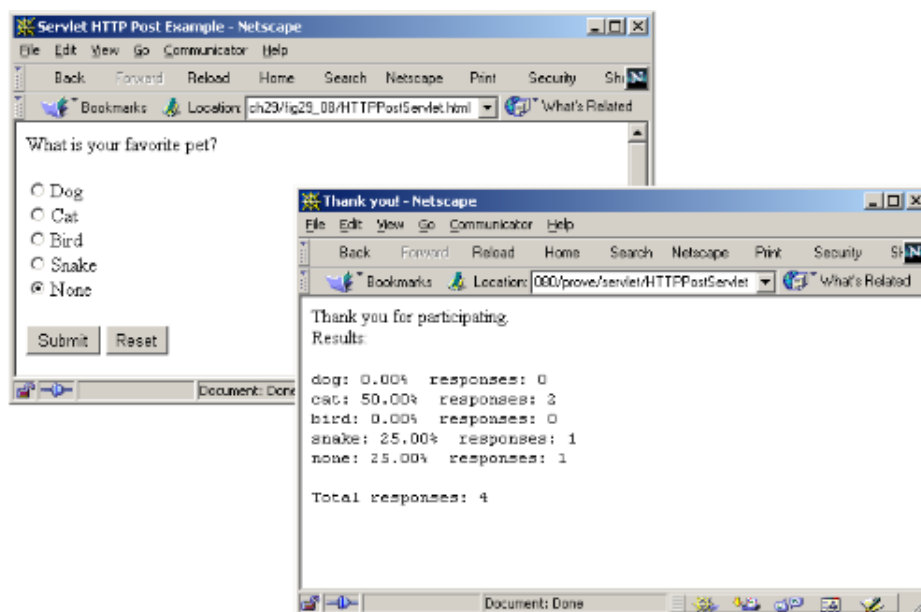 Servlet HTTP Post Example - Netscape
File Edit View Go Communicator Help
Back Forward Reload Home Search Netscape Print Security Sh
Bookmarks Location: ch29/fig29_08/HTTPPostServlet.html What's Related
What is your favorite pet?
Dog
Cat
Bird
Snake
None
Submit Reset
Document: Done
Thank you! - Netscape
File Edit View Go Communicator Help
Back Forward Reload Home Search Netscape Print Security Sh
Bookmarks Location: 080/prove/servlet/HTTPPostServlet What's Related
Thank you for participating.
Results:
dog: 0.00% responses: 0
cat: 50.00% responses: 2
bird: 0.00% responses: 0
snake: 25.00% responses: 1
none: 25.00% responses: 1
Total responses: 4
Document: Done